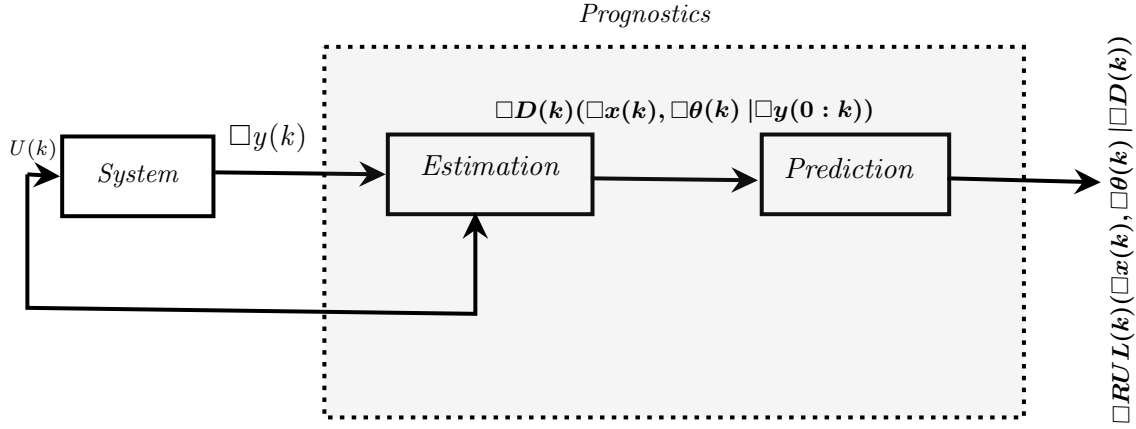 Prognostics
□D(k)(□x(k), □θ(k) |□y(0 : k))
U(k)
□y(k)
System
Estimation
Prediction
□RUL(k)(□x(k), □θ(k) |□D(k))